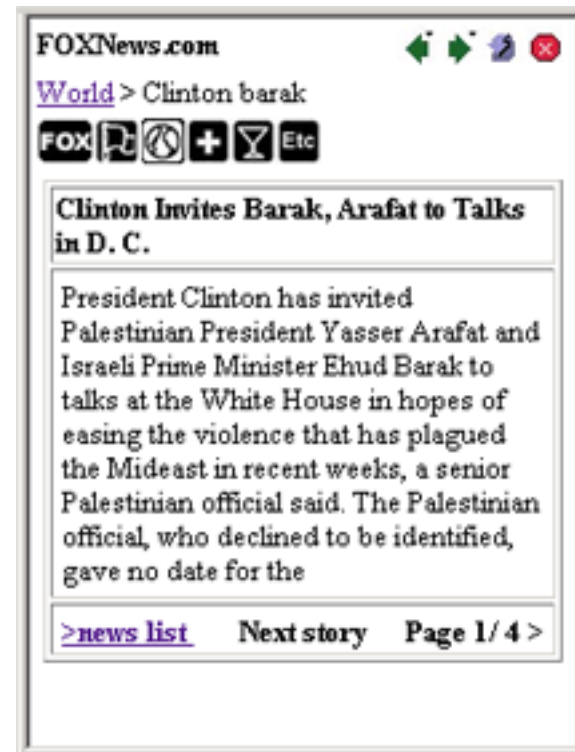 FOXNews.com
World > Clinton barak
FOX Etc
Clinton Invites Barak, Arafat to Talks
in D. C.
President Clinton has invited
Palestinian President Yasser Arafat and
Israeli Prime Minister Ehud Barak to
talks at the White House in hopes of
easing the violence that has plagued
the Mideast in recent weeks, a senior
Palestinian official said. The Palestinian
official, who declined to be identified,
gave no date for the
>news list Next story Page 1/ 4 >